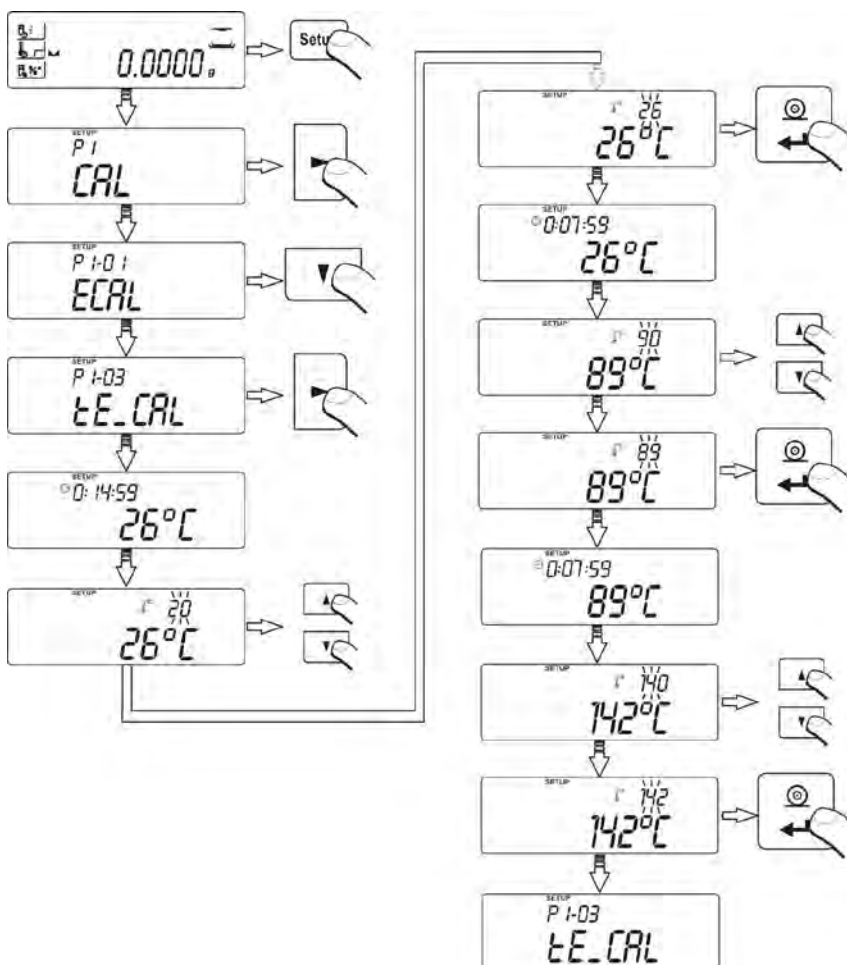 0.0000 g
Setu
SETUP
P1
CAL
SETUP
P1-01
ECAL
SETUP
P1-03
tE_CAL
SETUP
0:14:59
26°C
SETUP
20
26°C
SETUP
26
26°C
SETUP
0:07:59
26°C
SETUP
90
89°C
SETUP
89
89°C
SETUP
0:07:59
89°C
SETUP
140
142°C
SETUP
142
142°C
SETUP
P1-03
tE_CAL